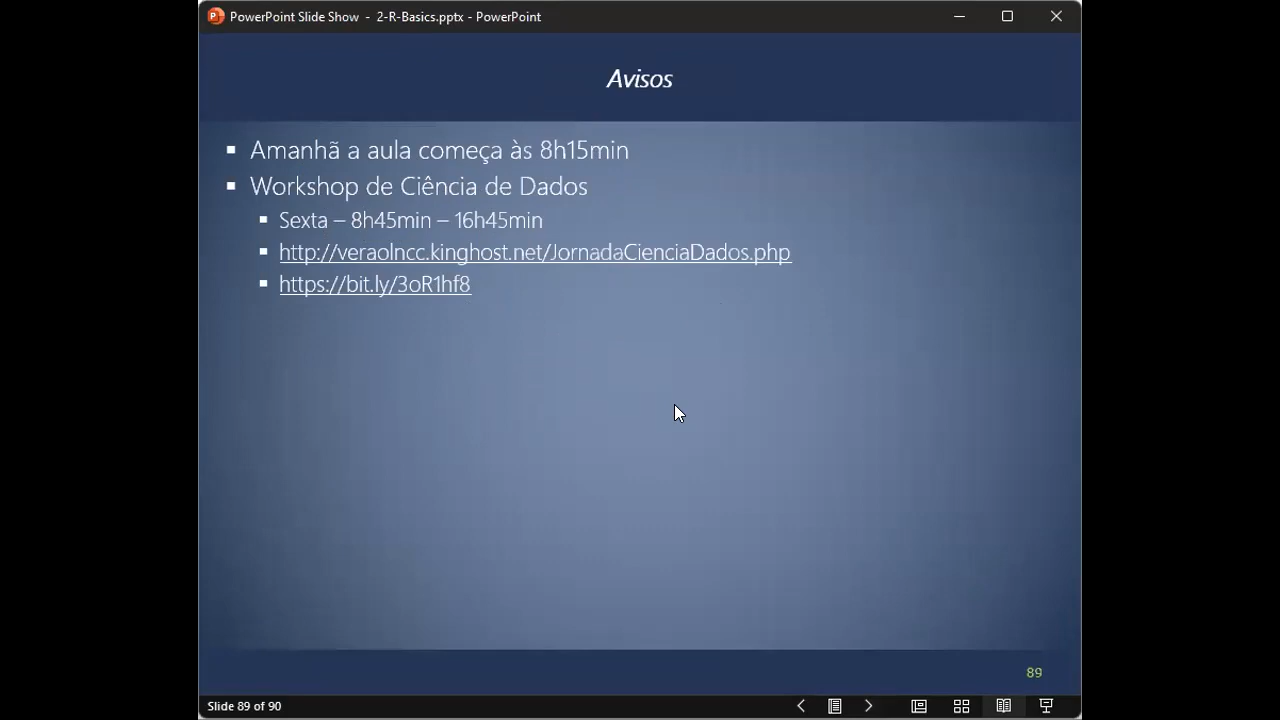 PowerPoint Slide Show - 2-R-Basics.pptx - PowerPoint
Avisos
Amanhã a aula começa às 8h15min
Workshop de Ciência de Dados
Sexta – 8h45min – 16h45min
http://veraolncc.kinghost.net/JornadaCienciaDados.php
https://bit.ly/3oR1hf8
89
Slide 89 of 90